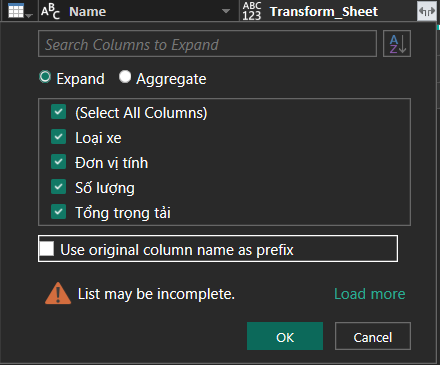 ABC Name ABC 123 Transform_Sheet
Search Columns to Expand AZ
Expand Aggregate
(Select All Columns)
Loại xe
Đơn vị tính
Số lượng
Tổng trọng tải
Use original column name as prefix
List may be incomplete. Load more
OK Cancel